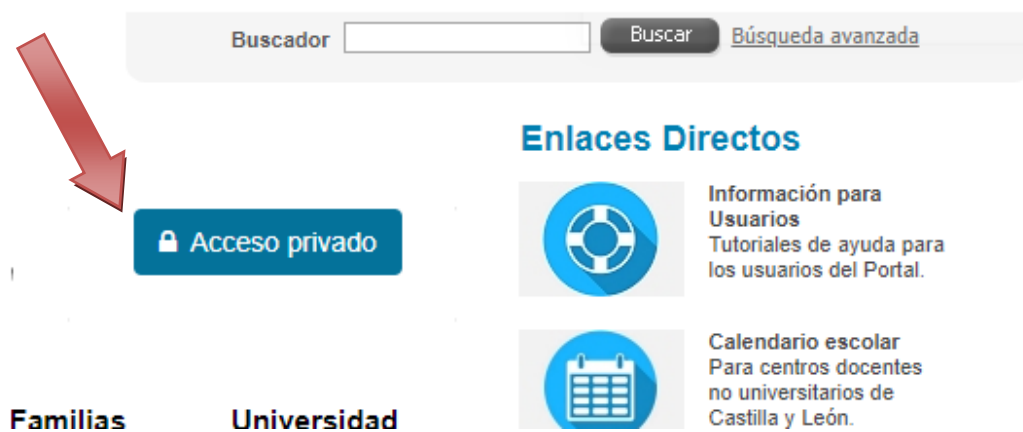 Buscador Buscar Búsqueda avanzada
Enlaces Directos
Acceso privado
Información para
Usuarios
Tutoriales de ayuda para
los usuarios del Portal.
Calendario escolar
Para centros docentes
no universitarios de
Castilla y León.
Familias Universidad